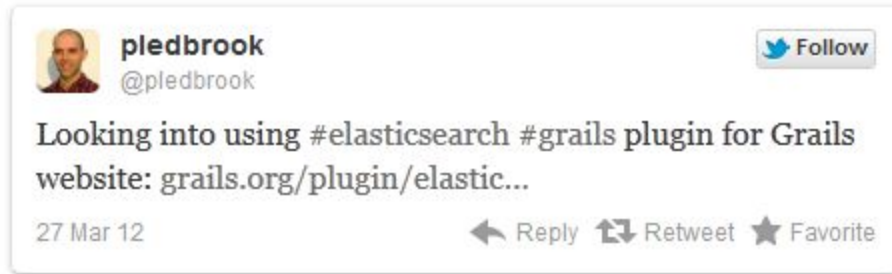 pledbrook
Follow
@pledbrook
Looking into using #elasticsearch #grails plugin for Grails
website: grails.org/plugin/elastic...
27 Mar 12 Reply Retweet Favorite